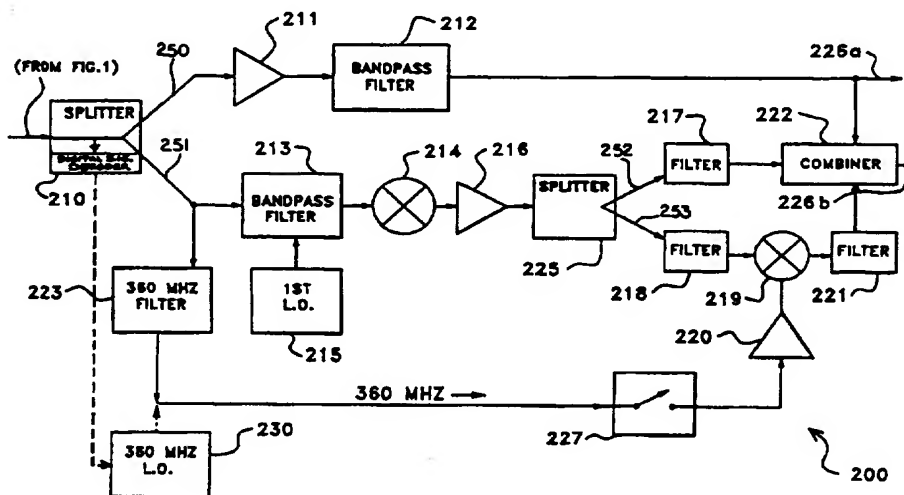 211
212
250
226a
(FROM FIG.1)
BANDPASS
FILTER
SPLITTER
217
222
251
213
214
216
252
FILTER
COMBINER
DIGITAL
210
SPLITTER
226b
BANDPASS
FILTER
253
FILTER
FILTER
223
360 MHZ
FILTER
1ST
L.O.
225
218
219
221
215
220
360 MHZ
230
227
360 MHZ
L.O.
200